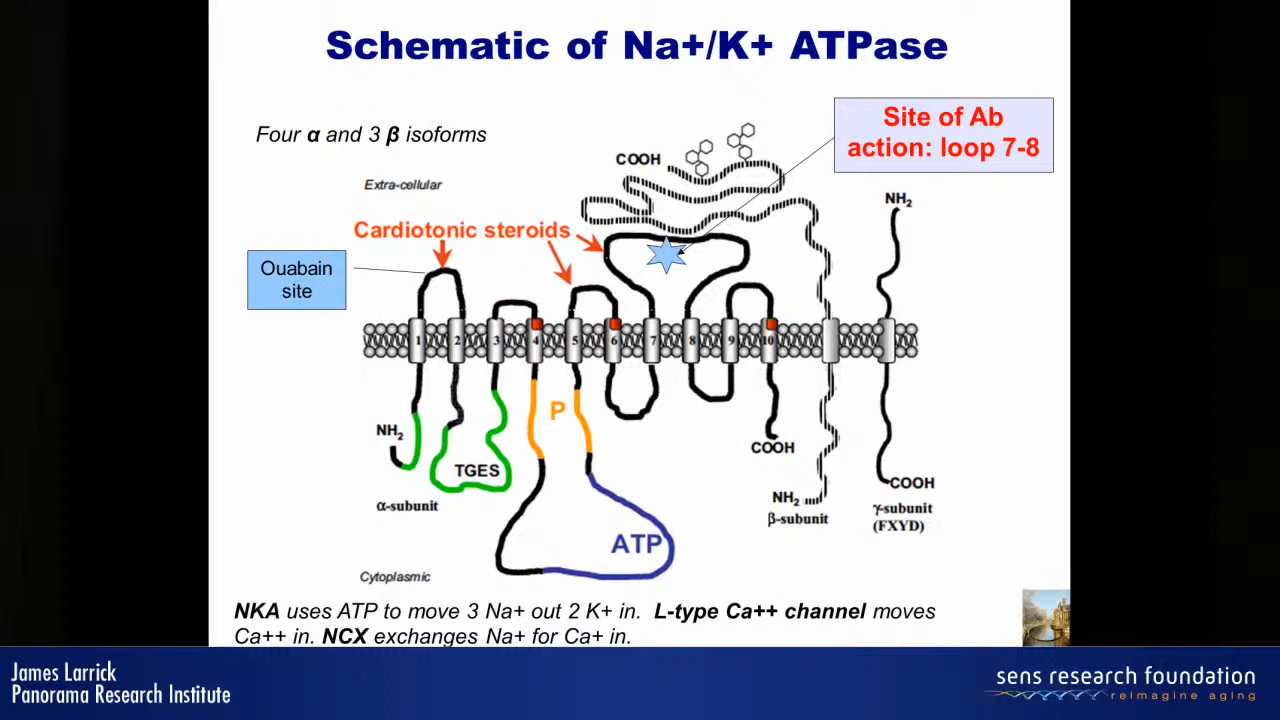 Schematic of Na+/K+ ATPase
Four α and 3 β isoforms
Site of Ab
action: loop 7-8
COOH
Extra-cellular
NH2
Cardiotonic steroids
Ouabain
site
1 2 3 4 5 6 7 8 9 10
P
NH2
COOH
TGES
COOH
α-subunit
NH2
β-subunit
γ-subunit
(FXYD)
ATP
Cytoplasmic
NKA uses ATP to move 3 Na+ out 2 K+ in. L-type Ca++ channel moves
Ca++ in. NCX exchanges Na+ for Ca+ in.
James Larrick
Panorama Research Institute
sens research foundation
reimagine aging